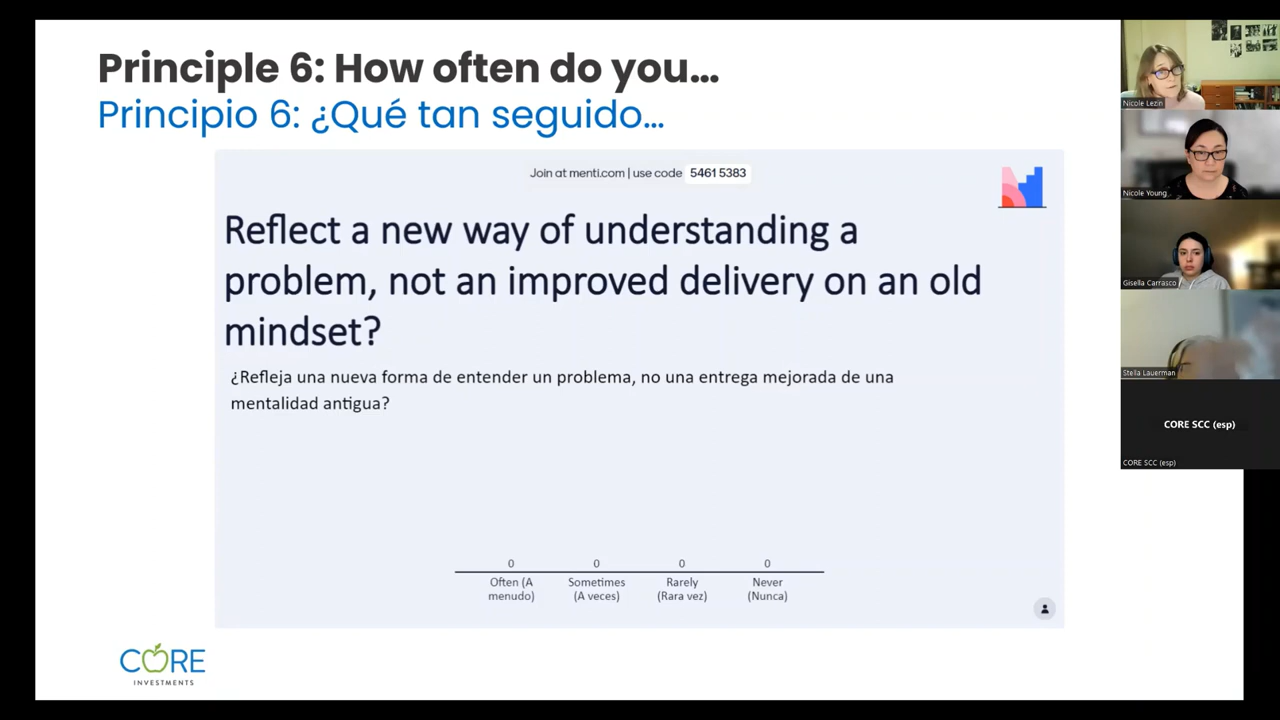 Principle 6: How often do you...
Principio 6: ¿Qué tan seguido...
Join at menti.com | use code 5461 5383
Reflect a new way of understanding a
problem, not an improved delivery on an old
mindset?
¿Refleja una nueva forma de entender un problema, no una entrega mejorada de una
mentalidad antigua?
0 0 0 0
Often (A menudo)
Sometimes (A veces)
Rarely (Rara vez)
Never (Nunca)
CORE
INVESTMENTS
Nicole Lezin
Nicole Young
Gisella Carrasco
Stella Lauerman
CORE SCC (esp)
CORE SCC (esp)